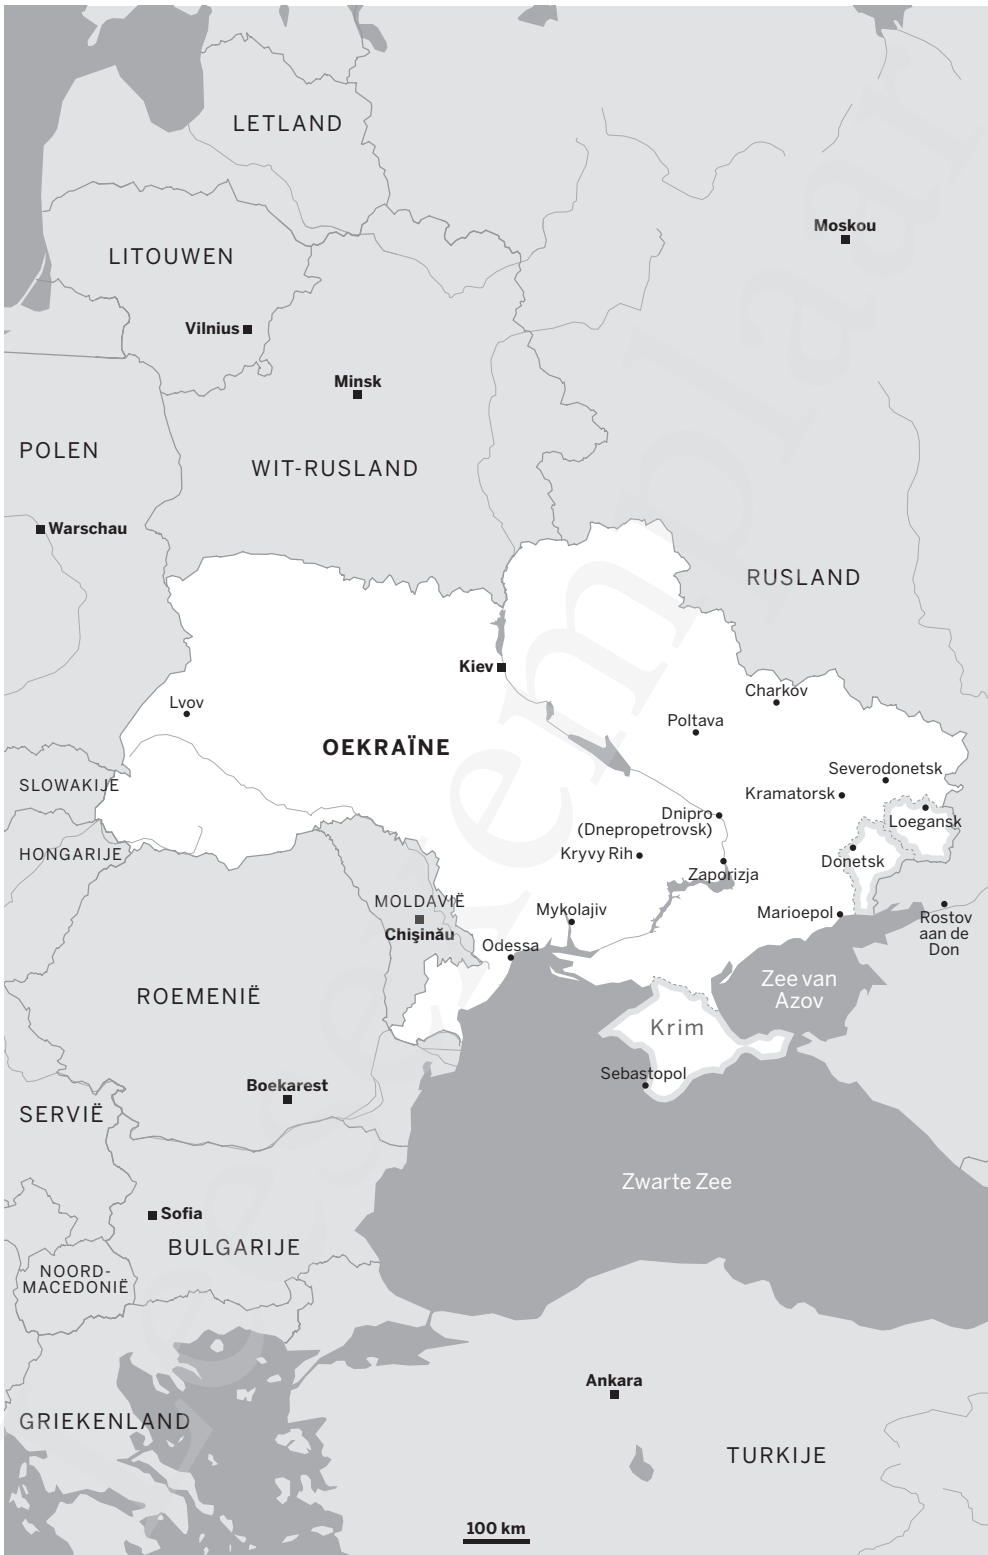 LETLAND
Moskou
LITOUWEN
Vilnius
Minsk
POLEN
WIT-RUSLAND
Warschau
RUSLAND
Kiev
Charkov
Lvov
Poltava
OEKRAÏNE
Severodonetsk
SLOWAKIJE
Kramatorsk
Dnipro
(Dnepropetrovsk)
Loegansk
HONGARIJE
Kryvy Rih
Donetsk
Zaporizja
MOLDAVIË
Mykolajiv
Marioepol
Rostov
aan de
Don
Chişinău
Odessa
Zee van
Azov
ROEMENIË
Krim
Sebastopol
Boekarest
SERVIË
Zwarte Zee
Sofia
BULGARIJE
NOORD-
MACEDONIË
Ankara
GRIEKENLAND
TURKIJE
100 km
leesexemplaar